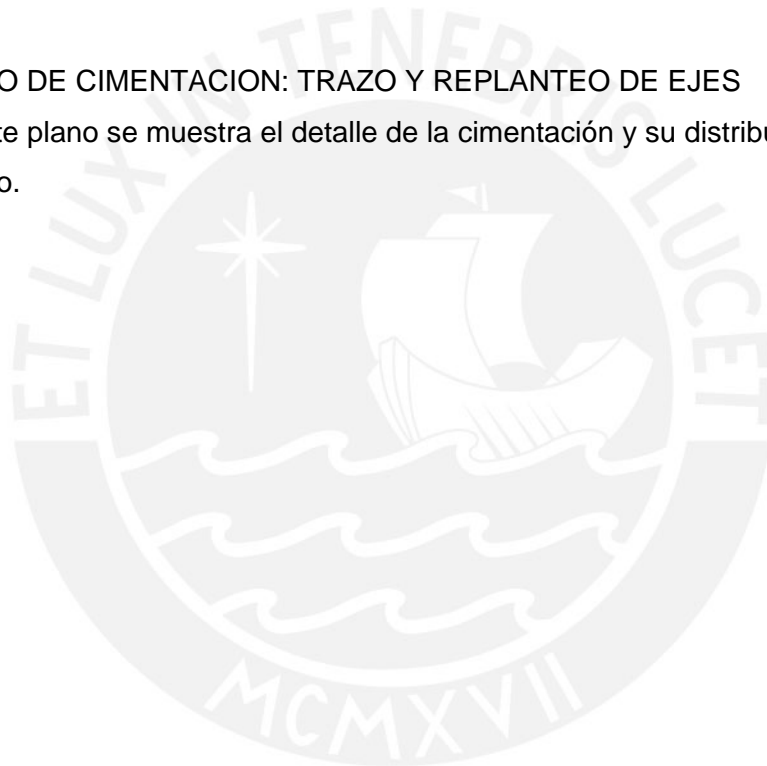 O DE CIMENTACION: TRAZO Y REPLANTEO DE EJES
te plano se muestra el detalle de la cimentación y su distribu
o.
ET LUX IN TENEBRIS LUCET
MCMXVII